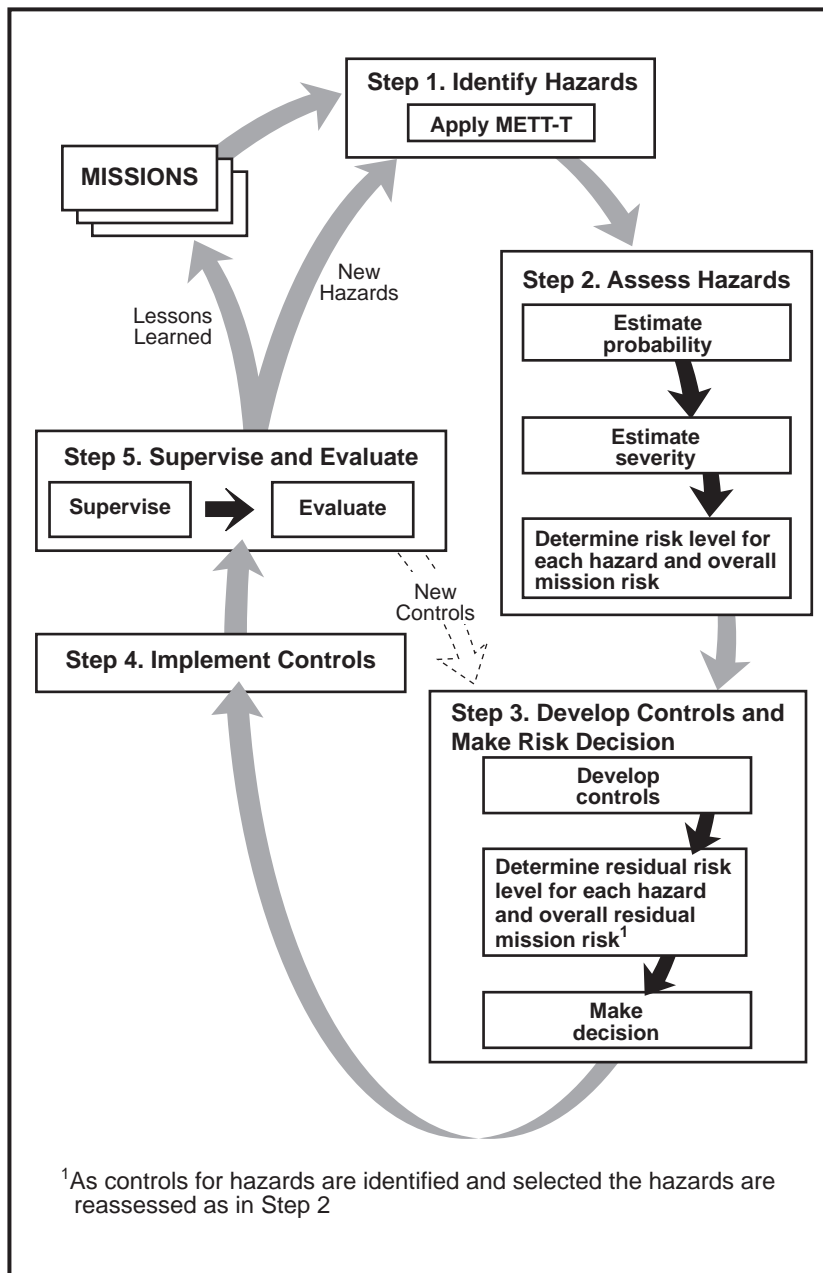 Step 1. Identify Hazards
Apply METT-T
MISSIONS
New
Hazards
Lessons
Learned
Step 2. Assess Hazards
Estimate
probability
Estimate
severity
Determine risk level for
each hazard and overall
mission risk
Step 5. Supervise and Evaluate
Supervise
Evaluate
New
Controls
Step 4. Implement Controls
Step 3. Develop Controls and
Make Risk Decision
Develop
controls
Determine residual risk
level for each hazard
and overall residual
mission risk1
Make
decision
1As controls for hazards are identified and selected the hazards are
reassessed as in Step 2